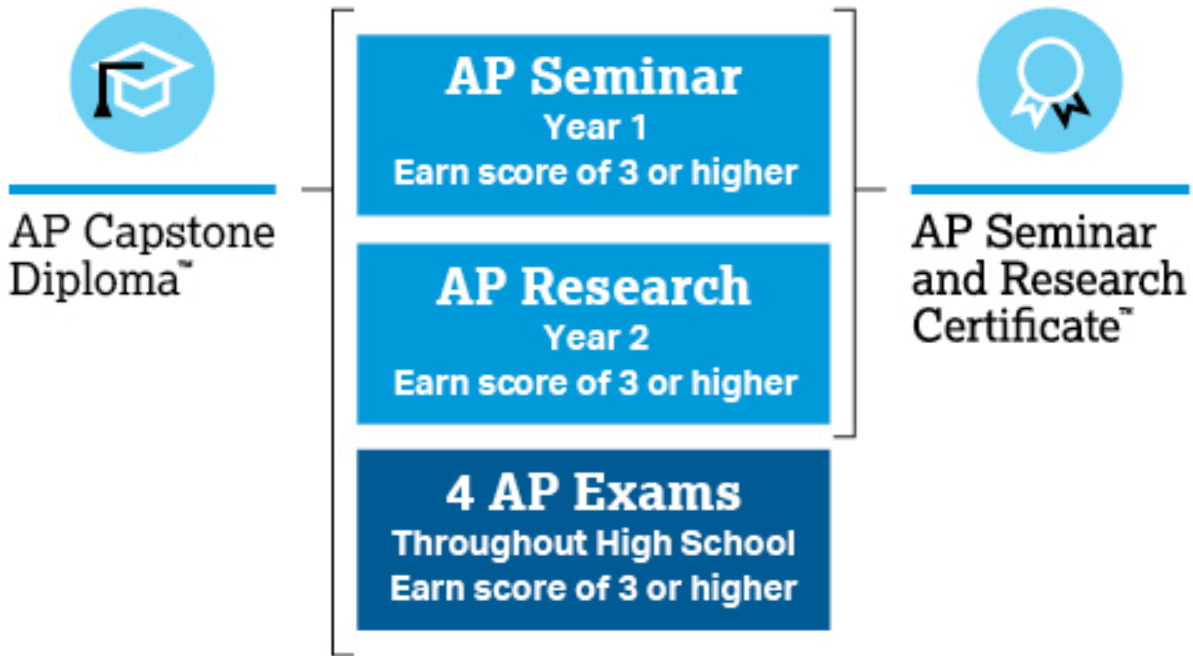 AP Capstone
Diploma™
AP Seminar
Year 1
Earn score of 3 or higher
AP Research
Year 2
Earn score of 3 or higher
4 AP Exams
Throughout High School
Earn score of 3 or higher
AP Seminar
and Research
Certificate™